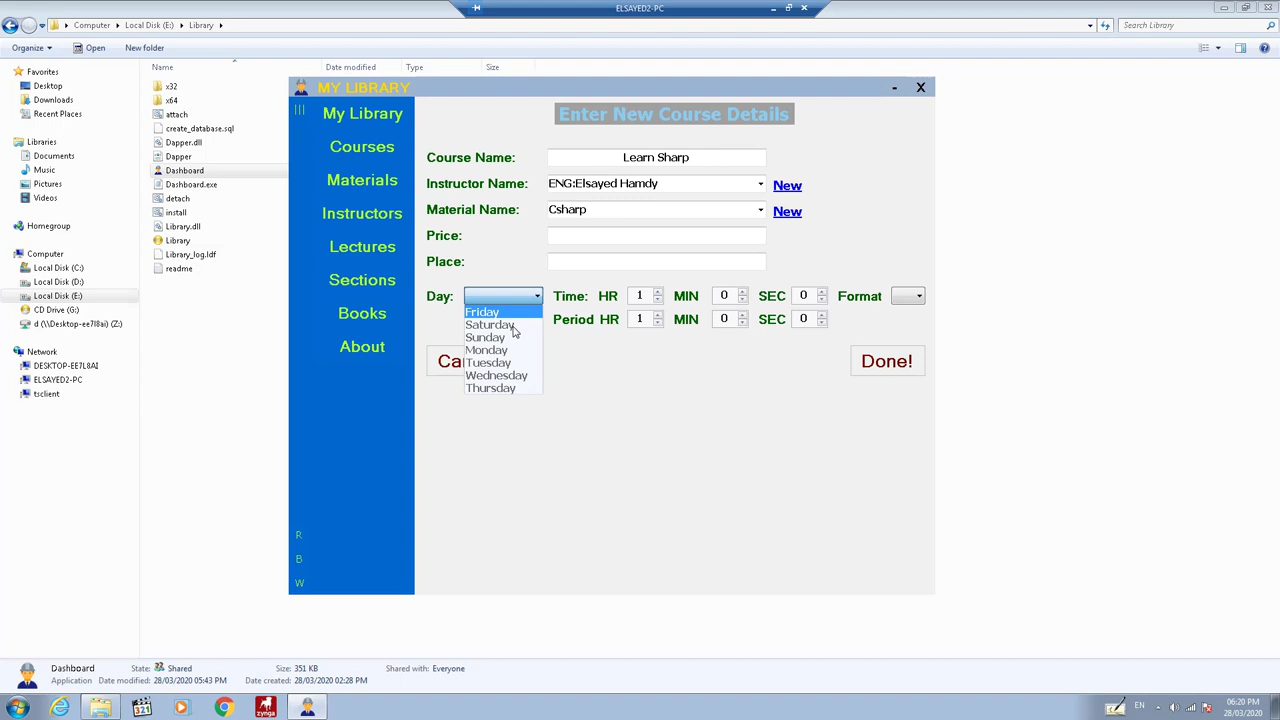 ELSAYED2-PC
Computer Local Disk (E:) Library
Search Library
Organize Open New folder
Name Date modified Type Size
Favorites
Desktop
Downloads
Recent Places
Libraries
Documents
Music
Pictures
Videos
Homegroup
Computer
Local Disk (C:)
Local Disk (D:)
Local Disk (E:)
CD Drive (G:)
d (\\Desktop-ee7l8ai) (Z:)
Network
DESKTOP-EE7L8AI
ELSAYED2-PC
tsclient
x32
x64
attach
create_database.sql
Dapper.dll
Dapper
Dashboard
Dashboard.exe
detach
install
Library.dll
Library
Library_log.ldf
readme
MY LIBRARY - X
|||
My Library
Courses
Materials
Instructors
Lectures
Sections
Books
About
R
B
W
Enter New Course Details
Course Name: Learn Sharp
Instructor Name: ENG:Elsayed Hamdy New
Material Name: Csharp New
Price:
Place:
Day: Time: HR 1 MIN 0 SEC 0 Format
Period HR 1 MIN 0 SEC 0
Friday
Saturday
Sunday
Monday
Tuesday
Wednesday
Thursday
Ca
Done!
Dashboard State: Shared Size: 351 KB Shared with: Everyone
Application Date modified: 28/03/2020 05:43 PM Date created: 28/03/2020 02:28 PM
321
zynga
EN
06:20 PM
28/03/2020